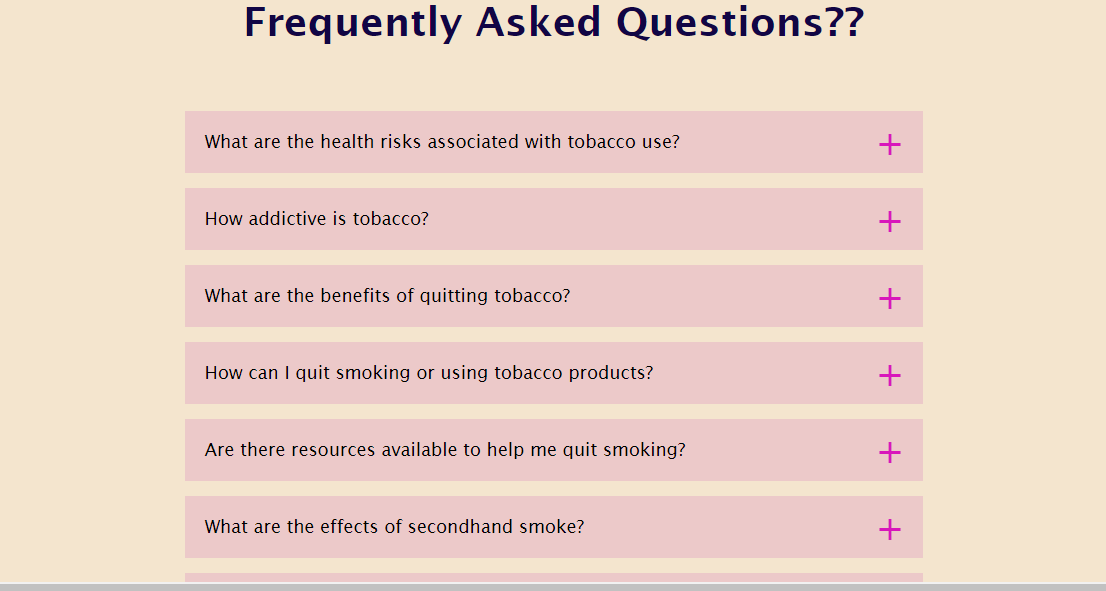 Frequently Asked Questions??
What are the health risks associated with tobacco use?
How addictive is tobacco?
What are the benefits of quitting tobacco?
How can I quit smoking or using tobacco products?
Are there resources available to help me quit smoking?
What are the effects of secondhand smoke?